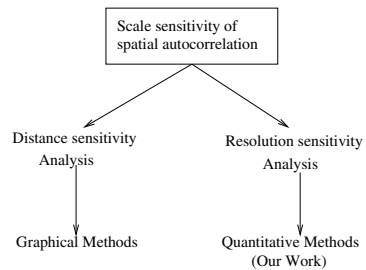 Scale sensitivity of
spatial autocorrelation
Distance sensitivity
Analysis
Resolution sensitivity
Analysis
Graphical Methods
Quantitative Methods
(Our Work)